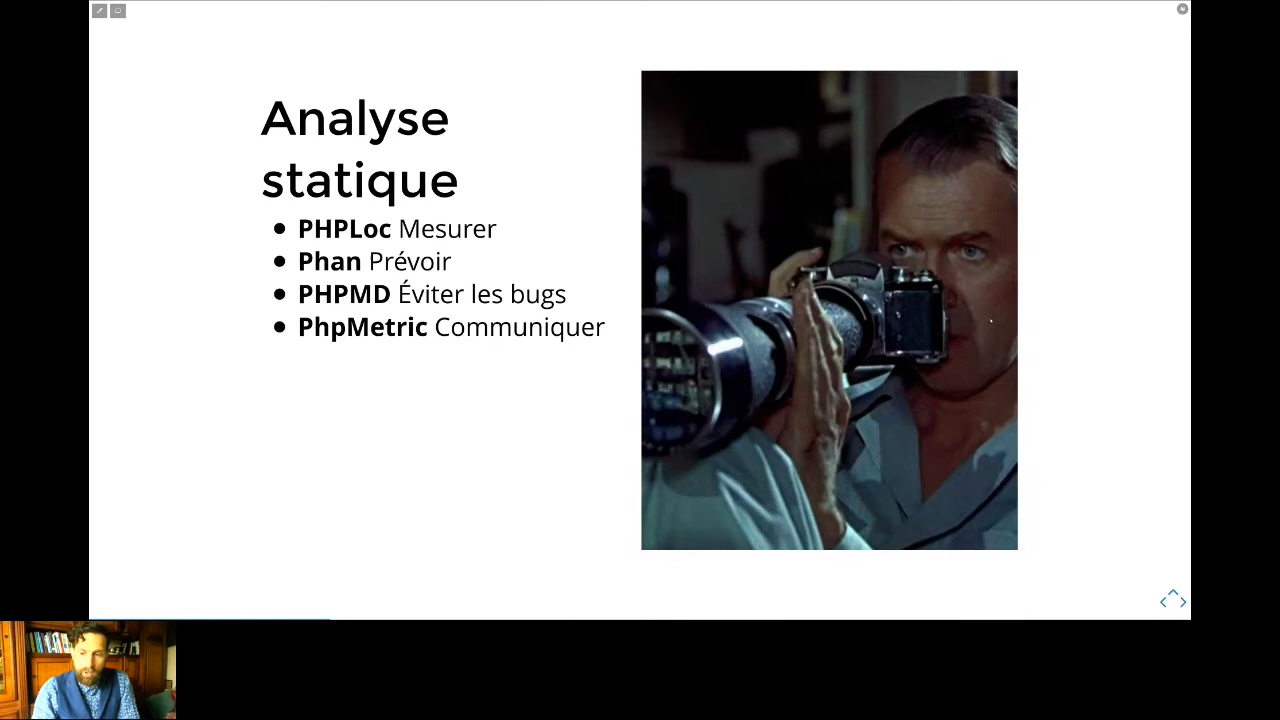 Analyse
statique
PHPLoc Mesurer
Phan Prévoir
PHPMD Éviter les bugs
PhpMetric Communiquer